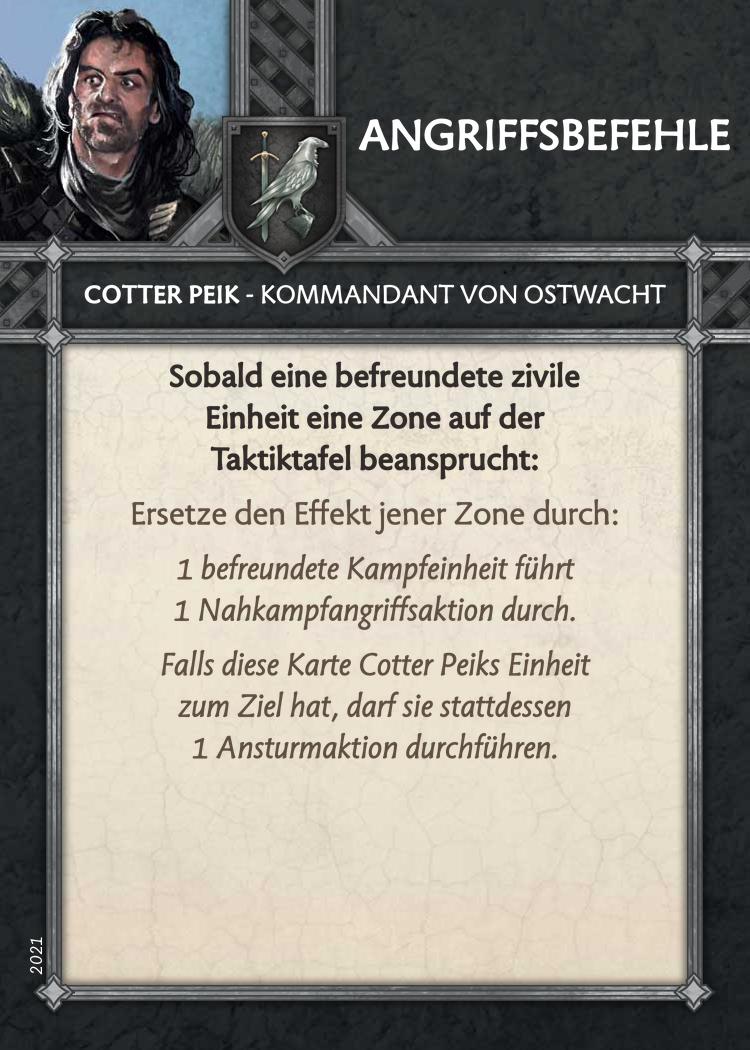 ANGRIFFSBEFEHLE
COTTER PEIK - KOMMANDANT VON OSTWACHT
Sobald eine befreundete zivile
Einheit eine Zone auf der
Taktiktafel beansprucht:
Ersetze den Effekt jener Zone durch:
1 befreundete Kampfeinheit führt
1 Nahkampfangriffsaktion durch.
Falls diese Karte Cotter Peiks Einheit
zum Ziel hat, darf sie stattdessen
1 Ansturmaktion durchführen.
2021